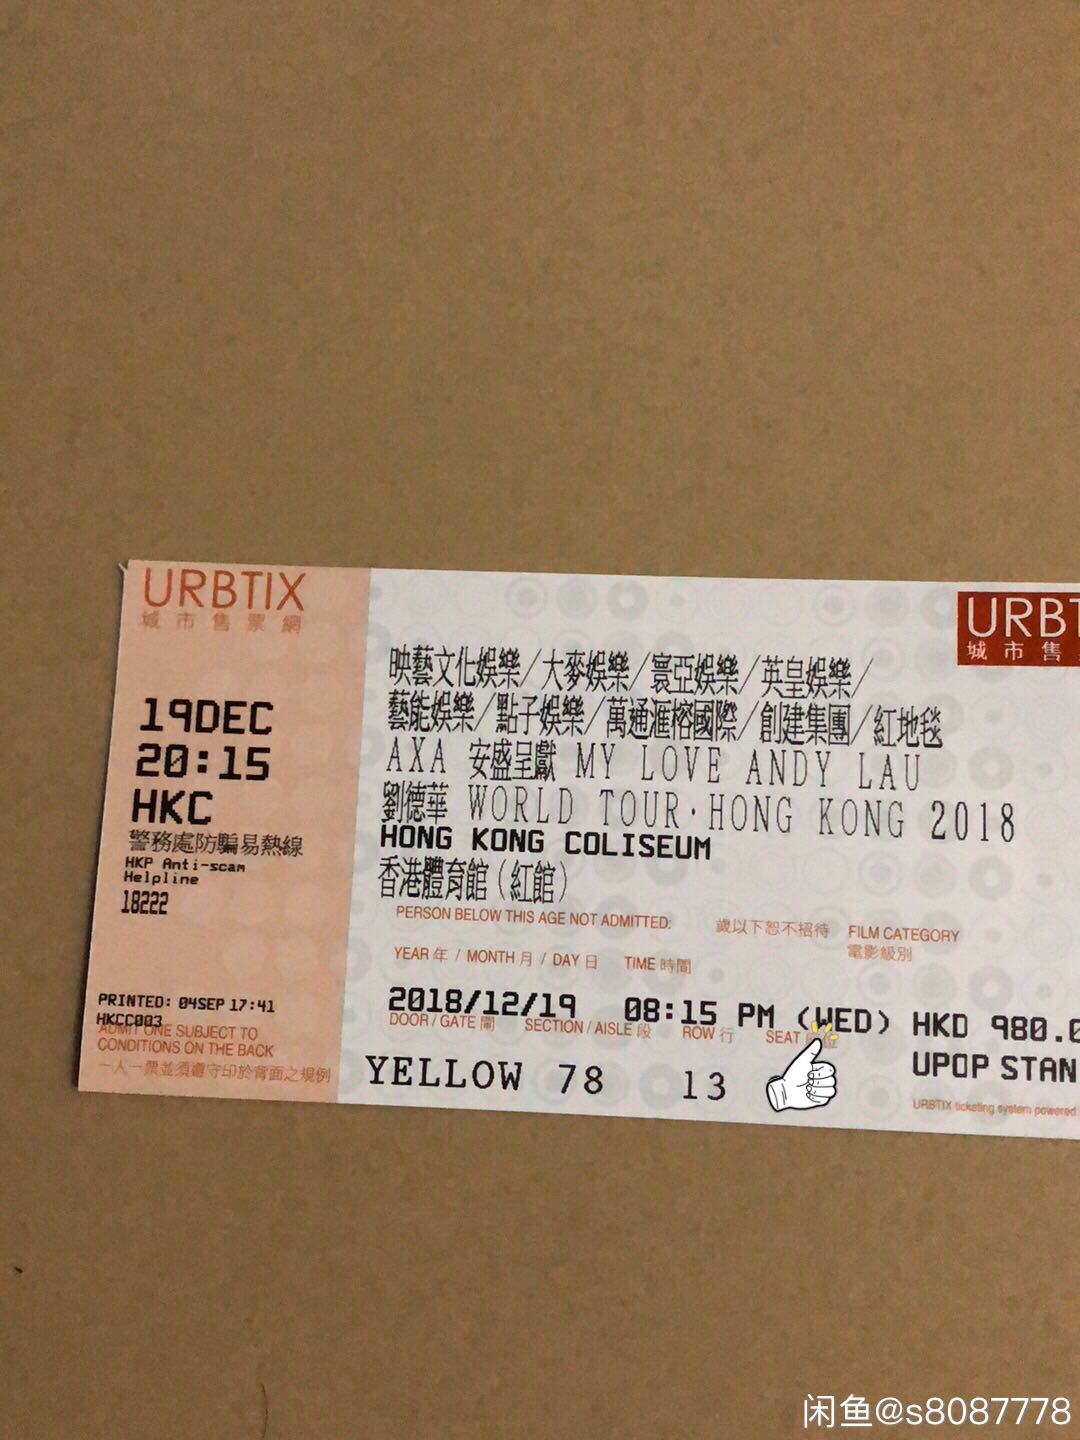 URBTIX
城市售票網
19DEC
20:15
HKC
警務處防騙易熱線
HKP Anti-scam
Helpline
18222
PRINTED: 04SEP 17:41
HKCC003
ADMIT ONE SUBJECT TO
CONDITIONS ON THE BACK
一人一票並須遵守印於背面之規例
URBT
城市售
映藝文化娛樂/大麥娛樂/寰亞娛樂/英皇娛樂/
藝能娛樂/點子娛樂/萬通滙榕國際/創建集團/紅地毯
AXA 安盛呈獻 MY LOVE ANDY LAU
劉德華 WORLD TOUR·HONG KONG 2018
HONG KONG COLISEUM
香港體育館(紅館)
PERSON BELOW THIS AGE NOT ADMITTED: 歲以下恕不招待 FILM CATEGORY
電影級別
YEAR 年 / MONTH 月 / DAY 日 TIME 時間
2018/12/19 08:15 PM (WED) HKD 980.0
DOOR / GATE 閘 SECTION / AISLE 段 ROW 行 SEAT
UPOP STAN
YELLOW 78 13
URBTIX ticketing system powered
闲鱼@s8087778